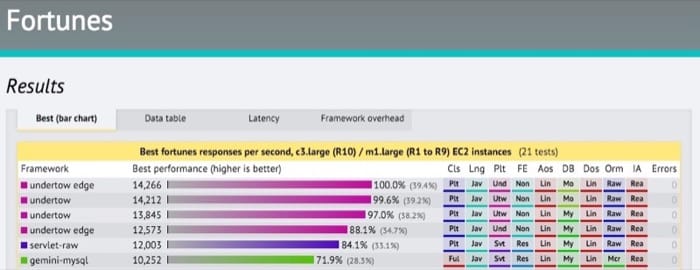 Fortunes
Results
Best (bar chart) Data table Latency Framework overhead
Best fortunes responses per second, c3.large (R10) / m1.large (R1 to R9) EC2 instances (21 tests)
Framework Best performance (higher is better) Cls Lng Plt FE Aos DB Dos Orm IA Errors
undertow edge 14,266 100.0% (39.4%) Plt Jav Und Non Lin Mo Lin Raw Rea 0
undertow 14,212 99.6% (39.2%) Plt Jav Utw Non Lin Mo Lin Raw Rea 0
undertow 13,845 97.0% (38.2%) Plt Jav Utw Non Lin My Lin Raw Rea 0
undertow edge 12,573 88.1% (34.7%) Plt Jav Und Non Lin My Lin Raw Rea 0
servlet-raw 12,003 84.1% (33.1%) Plt Jav Svt Res Lin My Lin Raw Rea 0
gemini-mysql 10,252 71.9% (28.3%) Ful Jav Svt Res Lin My Lin Mcr Rea 0